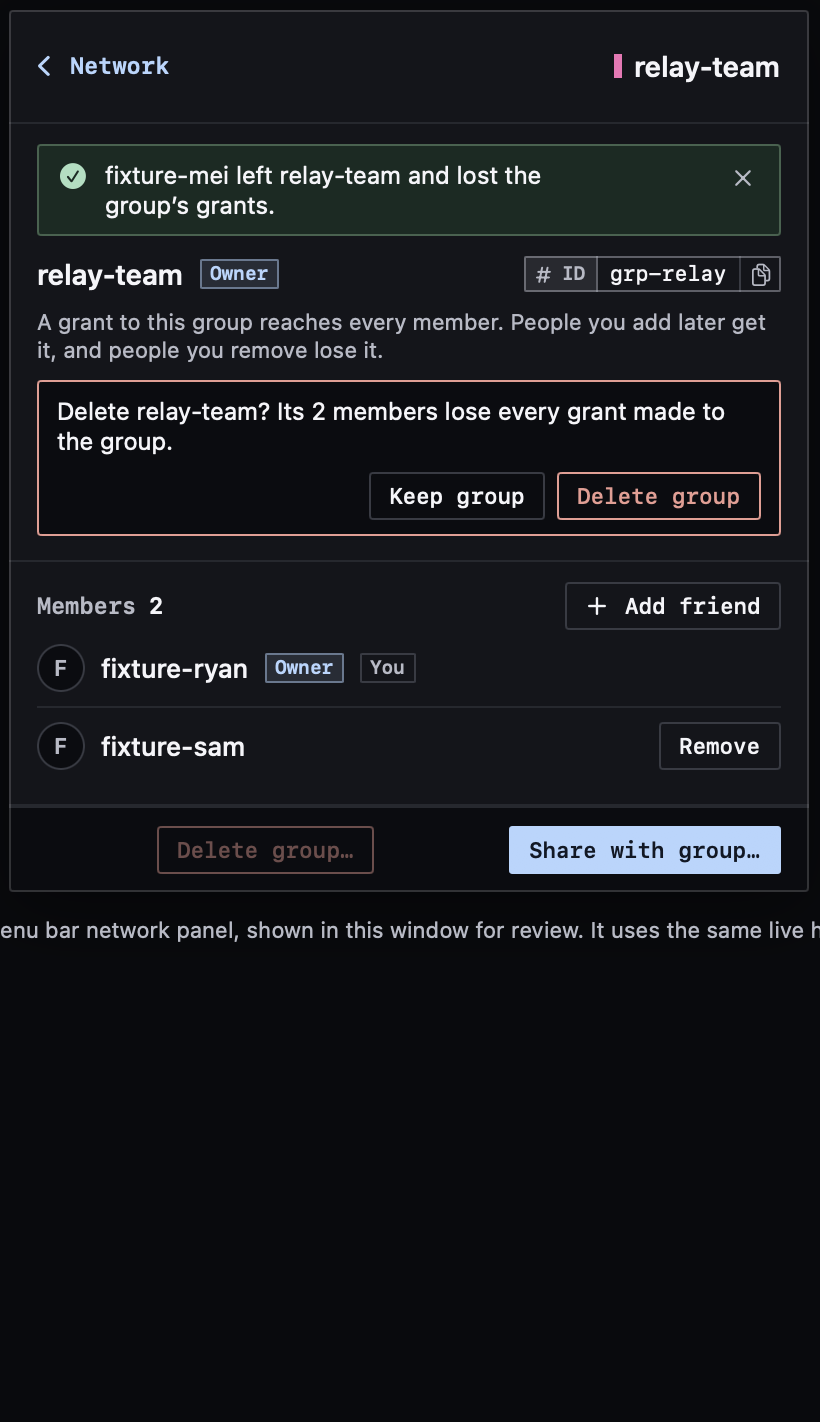 Network
relay-team
fixture-mei left relay-team and lost the
group’s grants.
relay-team Owner # ID grp-relay
A grant to this group reaches every member. People you add later get
it, and people you remove lose it.
Delete relay-team? Its 2 members lose every grant made to
the group.
Keep group Delete group
Members 2 + Add friend
F fixture-ryan Owner You
F fixture-sam Remove
Delete group… Share with group…
enu bar network panel, shown in this window for review. It uses the same live h